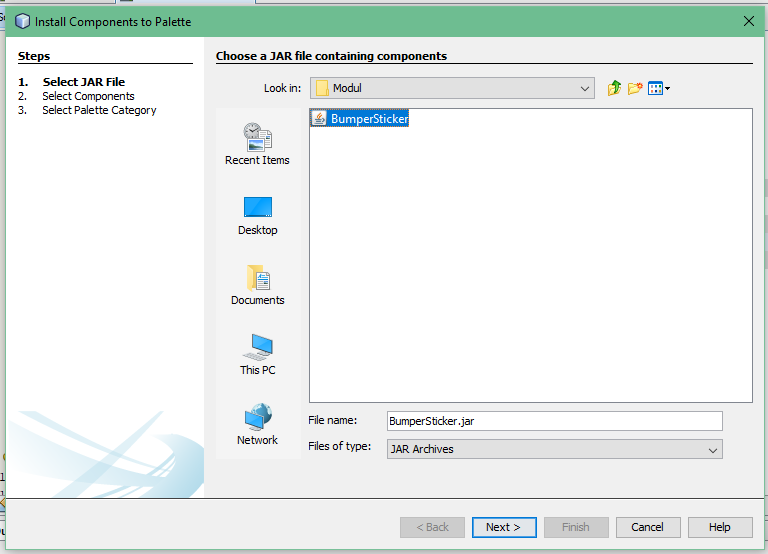 Install Components to Palette
Steps
1. Select JAR File
2. Select Components
3. Select Palette Category
Choose a JAR file containing components
Look in: Modul
BumperSticker
Recent Items
Desktop
Documents
This PC
Network
File name: BumperSticker.jar
Files of type: JAR Archives
< Back Next > Finish Cancel Help